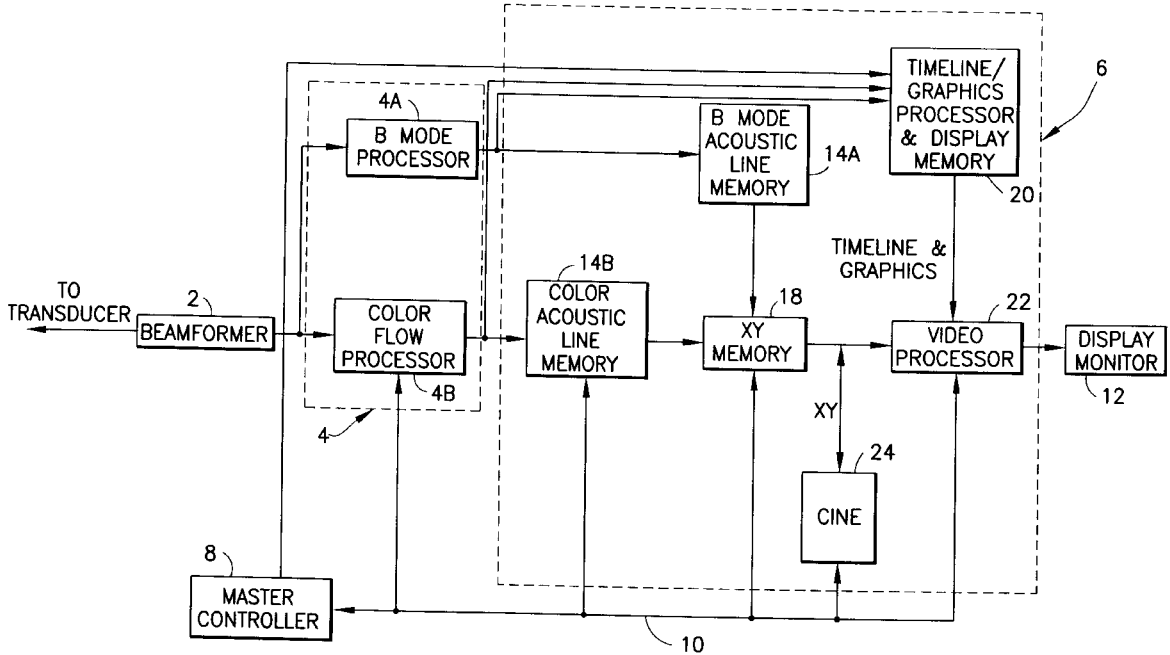 TIMELINE/
GRAPHICS
PROCESSOR
& DISPLAY
MEMORY
20
6
4A
B MODE
PROCESSOR
B MODE
ACOUSTIC
LINE
MEMORY
14A
TIMELINE &
GRAPHICS
TO
TRANSDUCER
2
BEAMFORMER
COLOR
FLOW
PROCESSOR
4B
4
14B
COLOR
ACOUSTIC
LINE
MEMORY
18
XY
MEMORY
22
VIDEO
PROCESSOR
DISPLAY
MONITOR
12
XY
24
CINE
8
MASTER
CONTROLLER
10